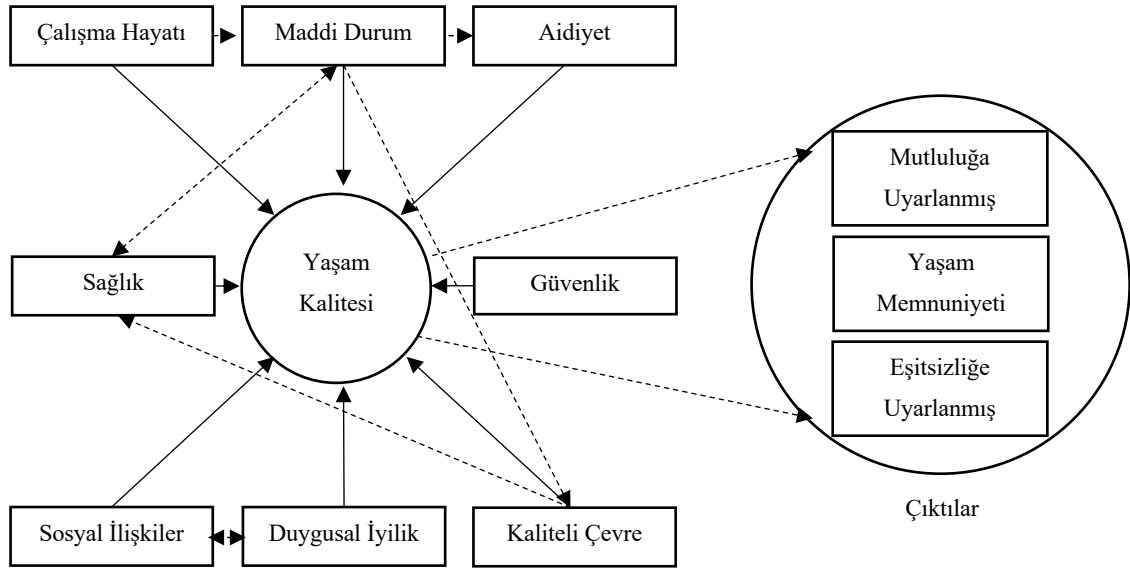 Çalışma Hayatı
Maddi Durum
Aidiyet
Mutluluğa
Uyarlanmış
Sağlık
Yaşam
Kalitesi
Güvenlik
Yaşam
Memnuniyeti
Eşitsizliğe
Uyarlanmış
Sosyal İlişkiler
Duygusal İyilik
Kaliteli Çevre
Çıktılar